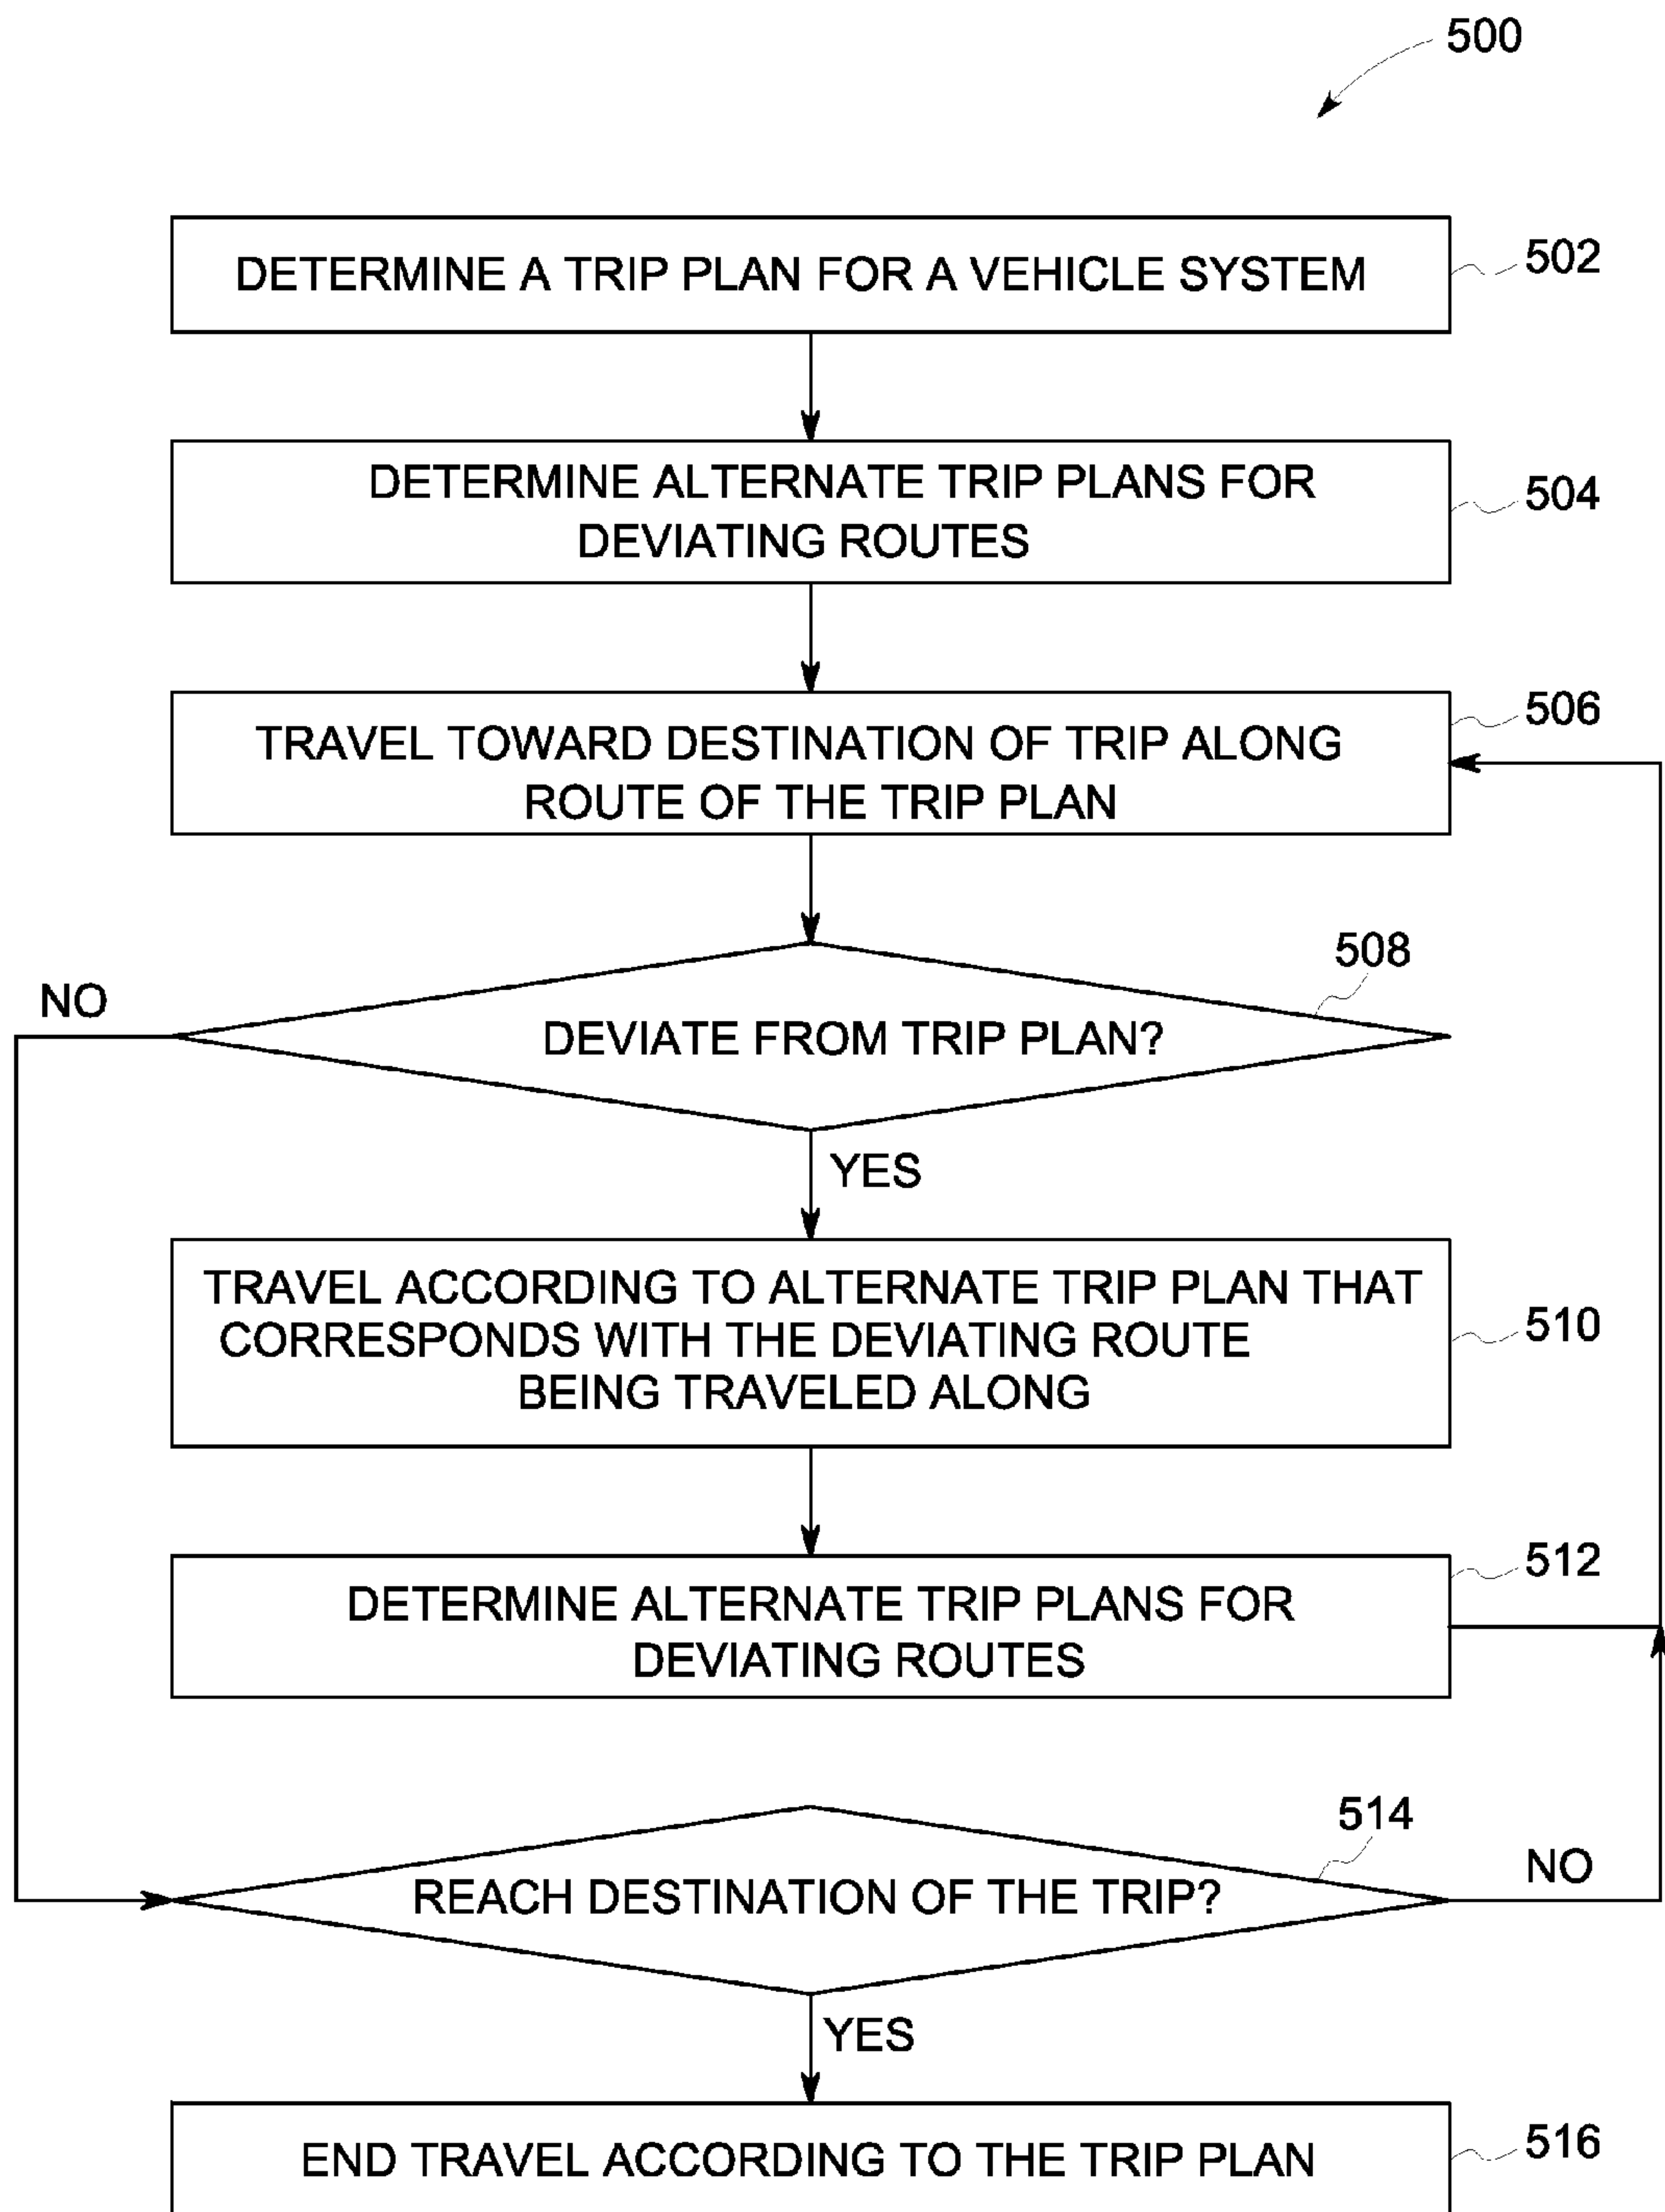 500
DETERMINE A TRIP PLAN FOR A VEHICLE SYSTEM
502
DETERMINE ALTERNATE TRIP PLANS FOR
DEVIATING ROUTES
504
TRAVEL TOWARD DESTINATION OF TRIP ALONG
ROUTE OF THE TRIP PLAN
506
508
NO
DEVIATE FROM TRIP PLAN?
YES
TRAVEL ACCORDING TO ALTERNATE TRIP PLAN THAT
CORRESPONDS WITH THE DEVIATING ROUTE
BEING TRAVELED ALONG
510
DETERMINE ALTERNATE TRIP PLANS FOR
DEVIATING ROUTES
512
514
REACH DESTINATION OF THE TRIP?
NO
YES
END TRAVEL ACCORDING TO THE TRIP PLAN
516